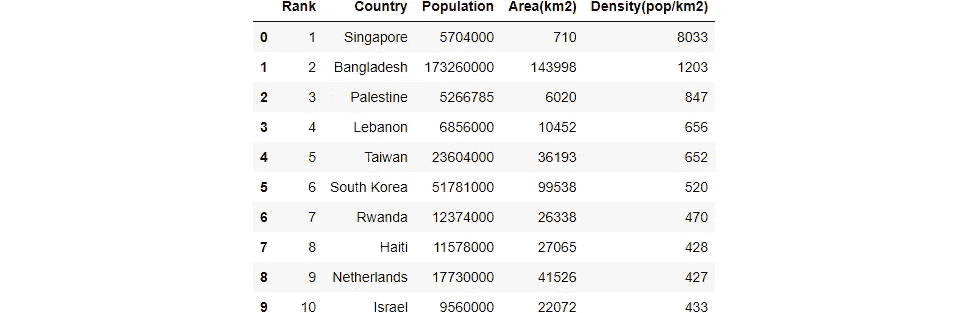 Rank Country Population Area(km2) Density(pop/km2)
0 1 Singapore 5704000 710 8033
1 2 Bangladesh 173260000 143998 1203
2 3 Palestine 5266785 6020 847
3 4 Lebanon 6856000 10452 656
4 5 Taiwan 23604000 36193 652
5 6 South Korea 51781000 99538 520
6 7 Rwanda 12374000 26338 470
7 8 Haiti 11578000 27065 428
8 9 Netherlands 17730000 41526 427
9 10 Israel 9560000 22072 433